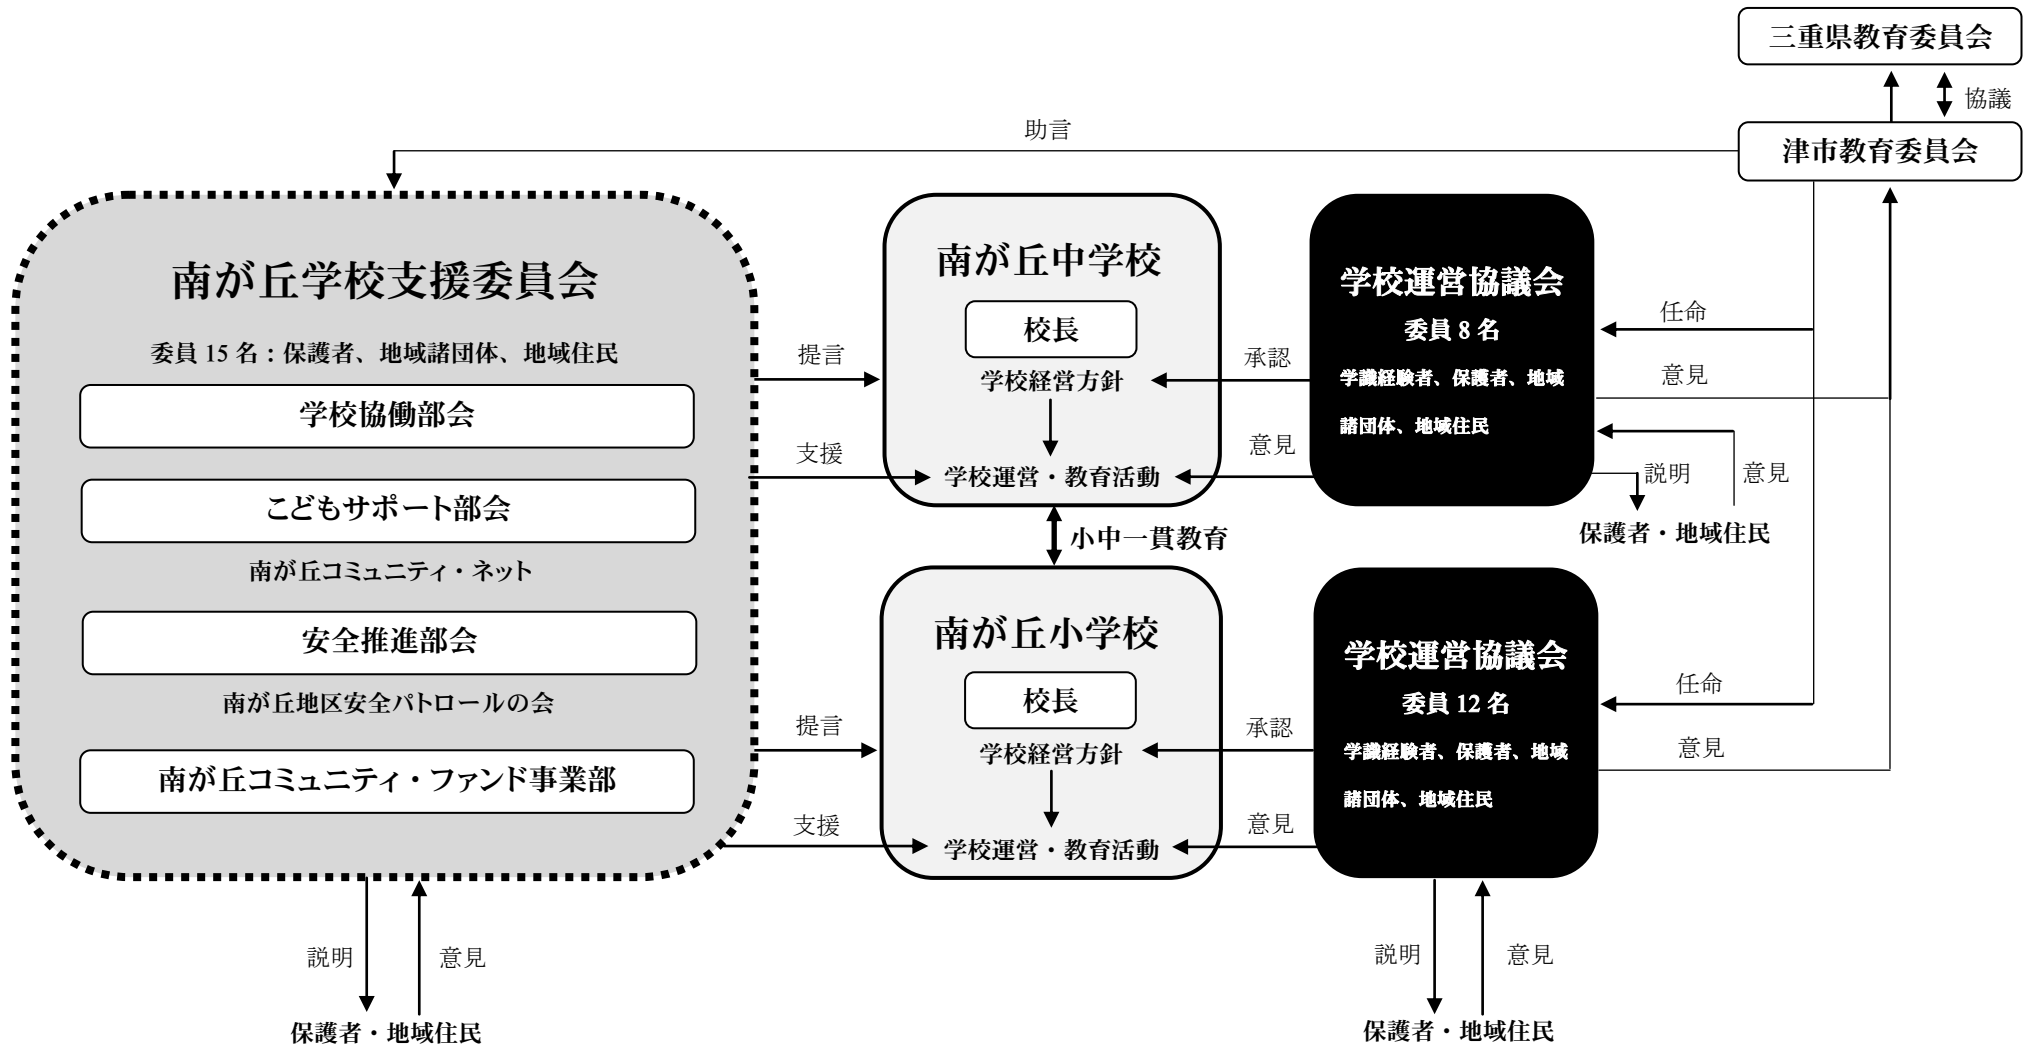 三重県教育委員会
協議
津市教育委員会
助言
南が丘学校支援委員会
委員 15 名：保護者、地域諸団体、地域住民
学校協働部会
こどもサポート部会
南が丘コミュニティ・ネット
安全推進部会
南が丘地区安全パトロールの会
南が丘コミュニティ・ファンド事業部
説明
意見
保護者・地域住民
提言
支援
提言
支援
南が丘中学校
校長
学校経営方針
学校運営・教育活動
小中一貫教育
南が丘小学校
校長
学校経営方針
学校運営・教育活動
承認
意見
承認
意見
学校運営協議会
委員 8 名
学識経験者、保護者、地域
諸団体、地域住民
任命
意見
説明
意見
保護者・地域住民
学校運営協議会
委員 12 名
学識経験者、保護者、地域
諸団体、地域住民
任命
意見
説明
意見
保護者・地域住民